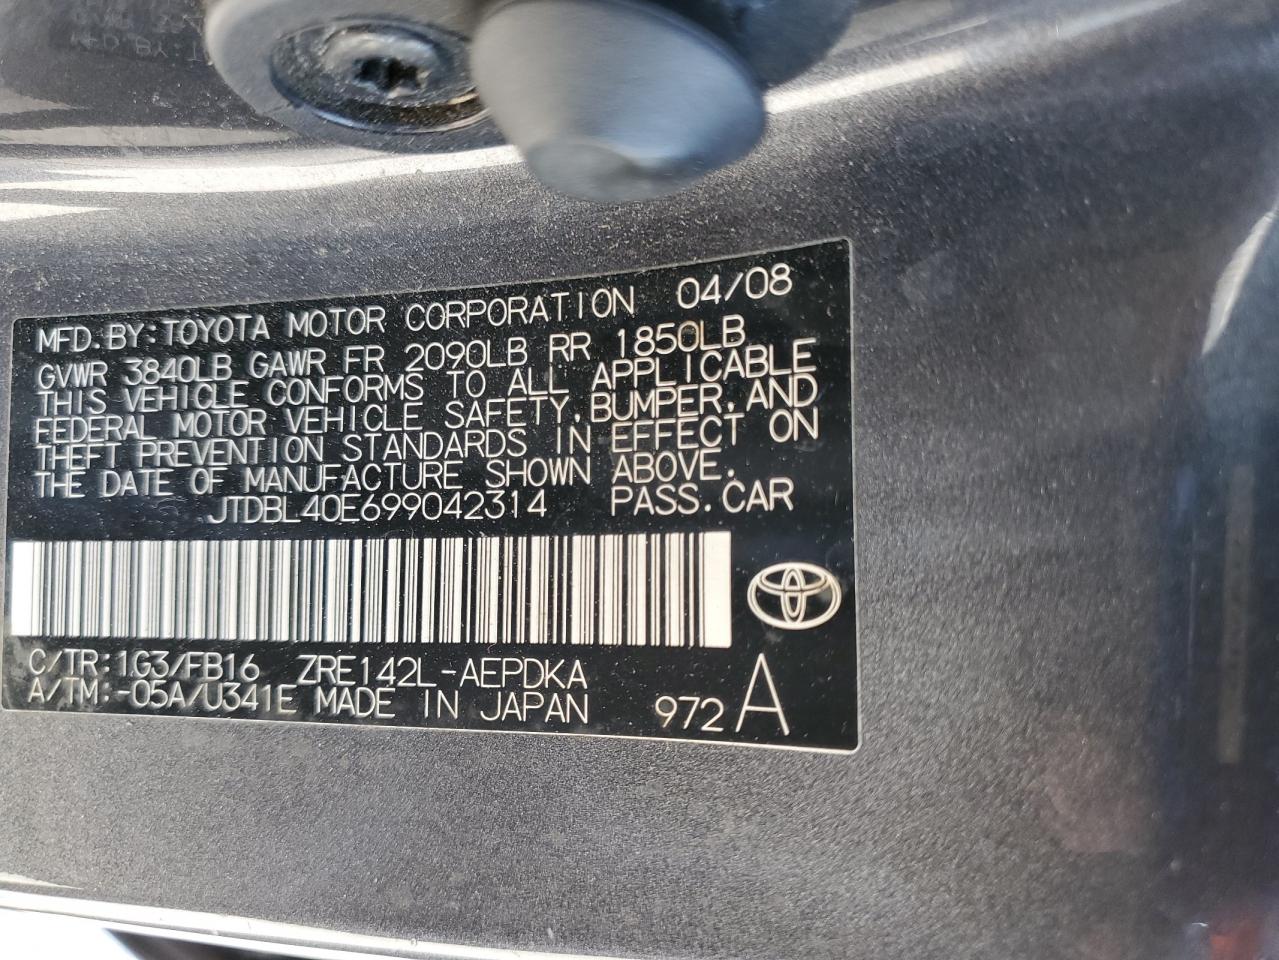 MFD.BY:TOYOTA MOTOR CORPORATION 04/08
GVWR 3840LB GAWR FR 2090LB RR 1850LB
THIS VEHICLE CONFORMS TO ALL APPLICABLE
FEDERAL MOTOR VEHICLE SAFETY,BUMPER,AND
THEFT PREVENTION STANDARDS IN EFFECT ON
THE DATE OF MANUFACTURE SHOWN ABOVE.
JTDBL40E699042314 PASS.CAR
C/TR:1G3/FB16 ZRE142L-AEPDKA
A/TM:-05A/U341E MADE IN JAPAN 972 A